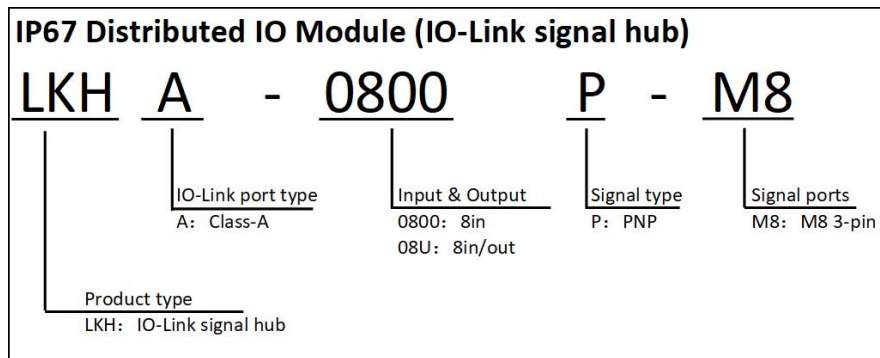 IP67 Distributed IO Module (IO-Link signal hub)
LKH A - 0800 P - M8
IO-Link port type Input & Output Signal type Signal ports
A： Class-A 0800：8in P：PNP M8：M8 3-pin
08U：8in/out
Product type
LKH：IO-Link signal hub